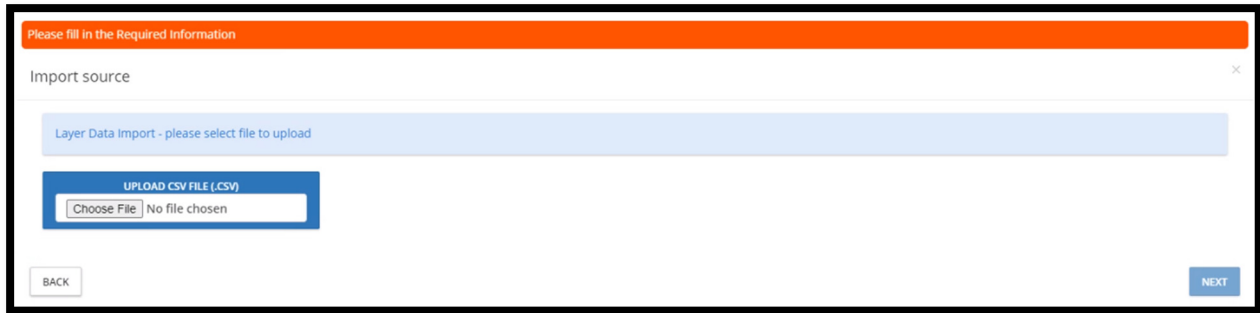 Please fill in the Required Information
Import source
×
Layer Data Import - please select file to upload
UPLOAD CSV FILE (.CSV)
Choose File No file chosen
BACK
NEXT